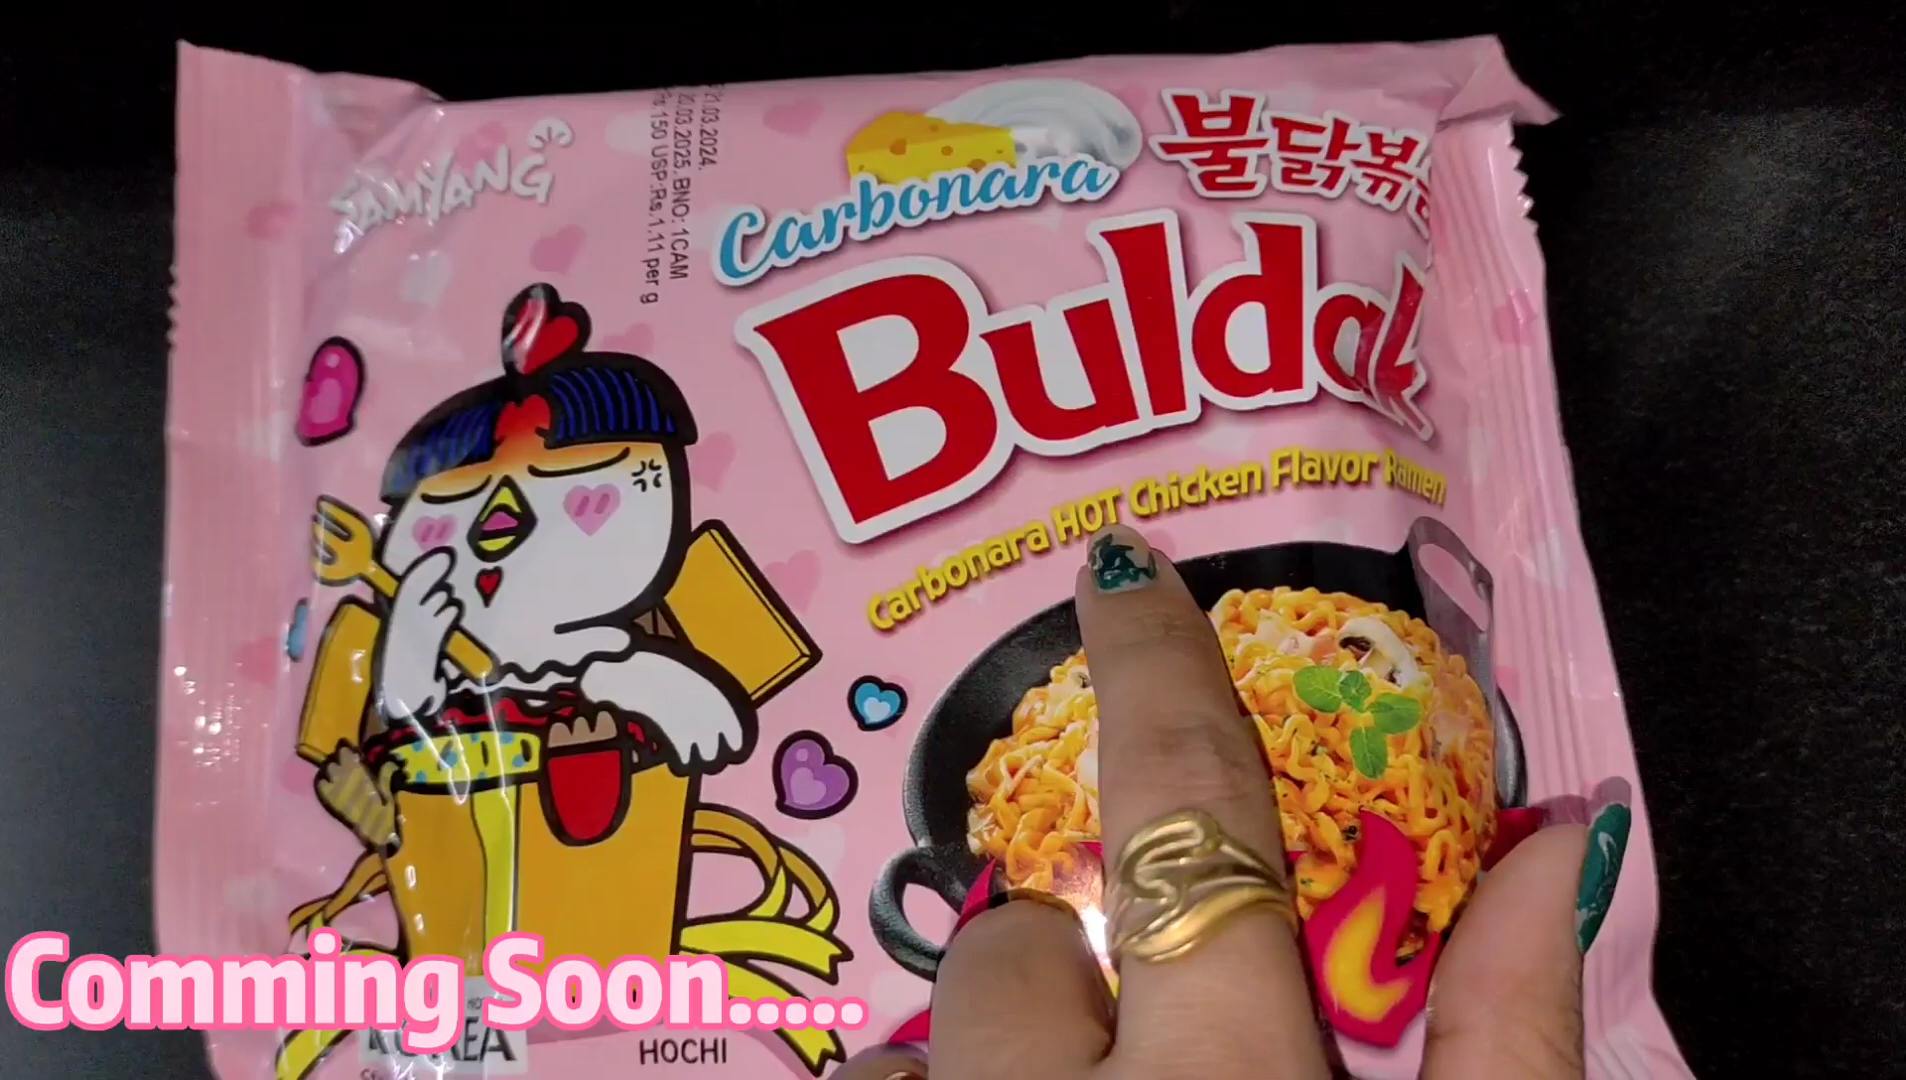 SAMYANG
Carbonara
불닭볶
Buldak
Carbonara HOT Chicken Flavor Ramen
.03.2024.
20.03.2025. BNO: 1CAM
150 USP:Rs.1.11 per g
Comming Soon.....
KOREA
HOCHI